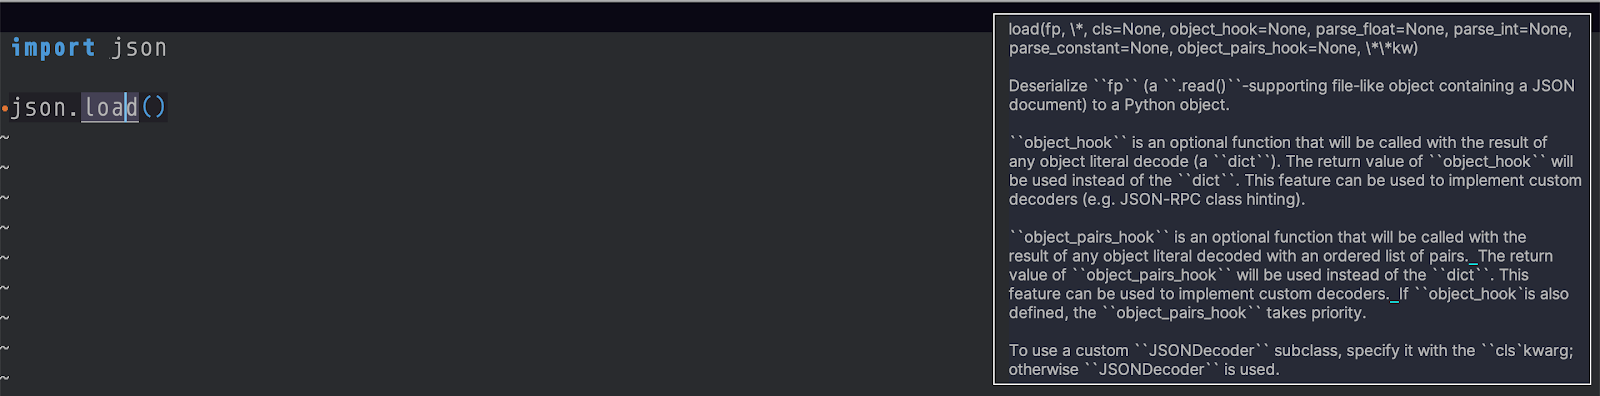 import json
json.load()
~
~
~
~
~
~
~
~
~
load(fp, \*, cls=None, object_hook=None, parse_float=None, parse_int=None,
parse_constant=None, object_pairs_hook=None, \*\*kw)
Deserialize ``fp`` (a ``.read()``-supporting file-like object containing a JSON
document) to a Python object.
``object_hook`` is an optional function that will be called with the result of
any object literal decode (a ``dict``). The return value of ``object_hook`` will
be used instead of the ``dict``. This feature can be used to implement custom
decoders (e.g. JSON-RPC class hinting).
``object_pairs_hook`` is an optional function that will be called with the
result of any object literal decoded with an ordered list of pairs._The return
value of ``object_pairs_hook`` will be used instead of the ``dict``. This
feature can be used to implement custom decoders._If ``object_hook`is also
defined, the ``object_pairs_hook`` takes priority.
To use a custom ``JSONDecoder`` subclass, specify it with the ``cls`kwarg;
otherwise ``JSONDecoder`` is used.